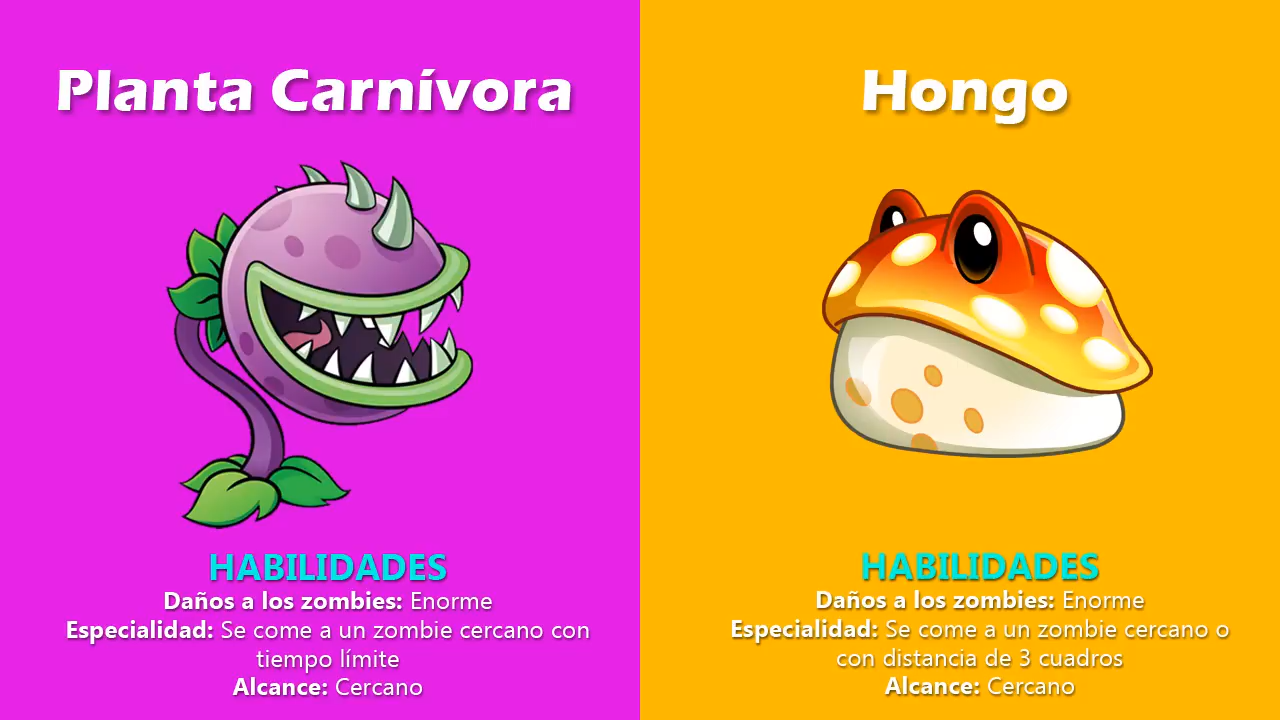 Planta Carnívora
HABILIDADES
Daños a los zombies: Enorme
Especialidad: Se come a un zombie cercano con
tiempo límite
Alcance: Cercano
Hongo
HABILIDADES
Daños a los zombies: Enorme
Especialidad: Se come a un zombie cercano o
con distancia de 3 cuadros
Alcance: Cercano